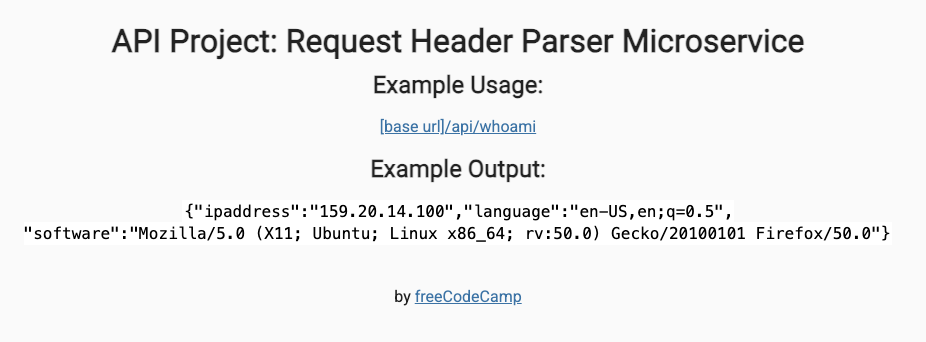 API Project: Request Header Parser Microservice
Example Usage:
[base url]/api/whoami
Example Output:
{"ipaddress":"159.20.14.100","language":"en-US,en;q=0.5",
"software":"Mozilla/5.0 (X11; Ubuntu; Linux x86_64; rv:50.0) Gecko/20100101 Firefox/50.0"}
by freeCodeCamp